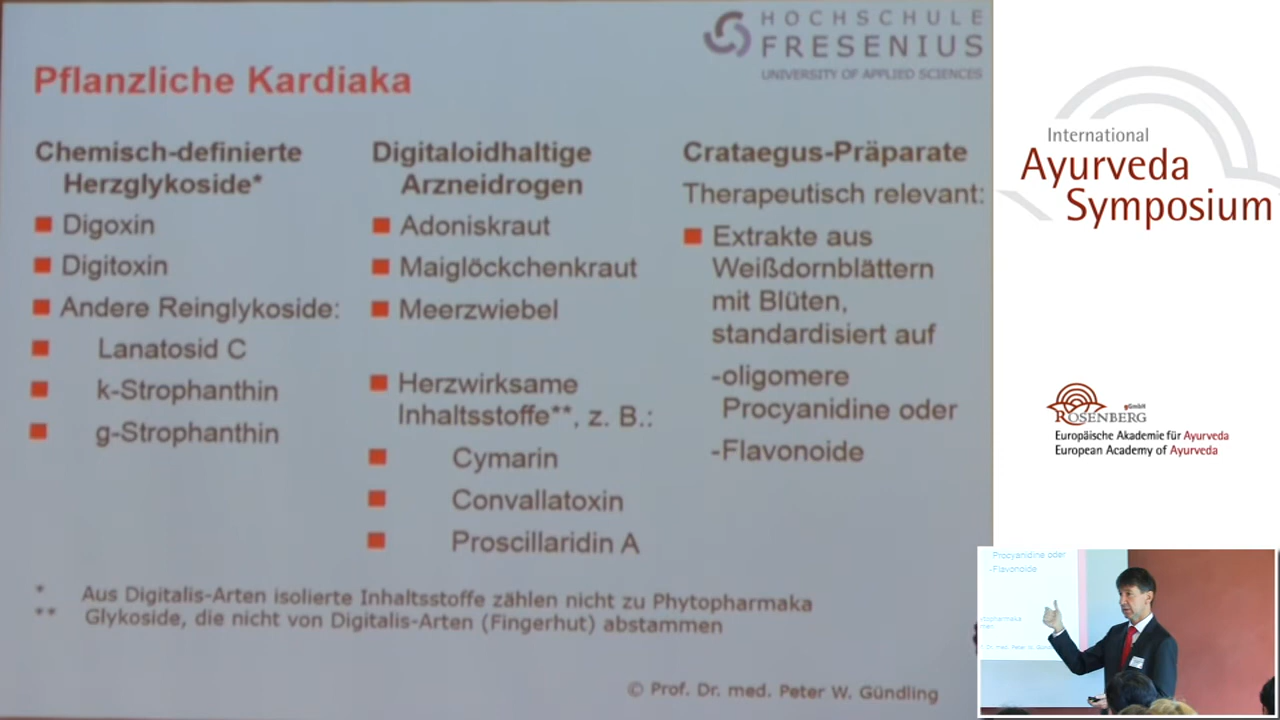 HOCHSCHULE
FRESENIUS
UNIVERSITY OF APPLIED SCIENCES
Pflanzliche Kardiaka
Chemisch-definierte
Herzglykoside*
Digoxin
Digitoxin
Andere Reinglykoside:
Lanatosid C
k-Strophanthin
g-Strophanthin
Digitaloidhaltige
Arzneidrogen
Adoniskraut
Maiglöckchenkraut
Meerzwiebel
Herzwirksame
Inhaltsstoffe**, z. B.:
Cymarin
Convallatoxin
Proscillaridin A
Crataegus-Präparate
Therapeutisch relevant:
Extrakte aus
Weißdornblättern
mit Blüten,
standardisiert auf
-oligomere
Procyanidine oder
-Flavonoide
* Aus Digitalis-Arten isolierte Inhaltsstoffe zählen nicht zu Phytopharmaka
** Glykoside, die nicht von Digitalis-Arten (Fingerhut) abstammen
© Prof. Dr. med. Peter W. Gündling
International
Ayurveda
Symposium
ROSENBERG gGmbH
Europäische Akademie für Ayurveda
European Academy of Ayurveda
Procyanidine oder
-Flavonoide